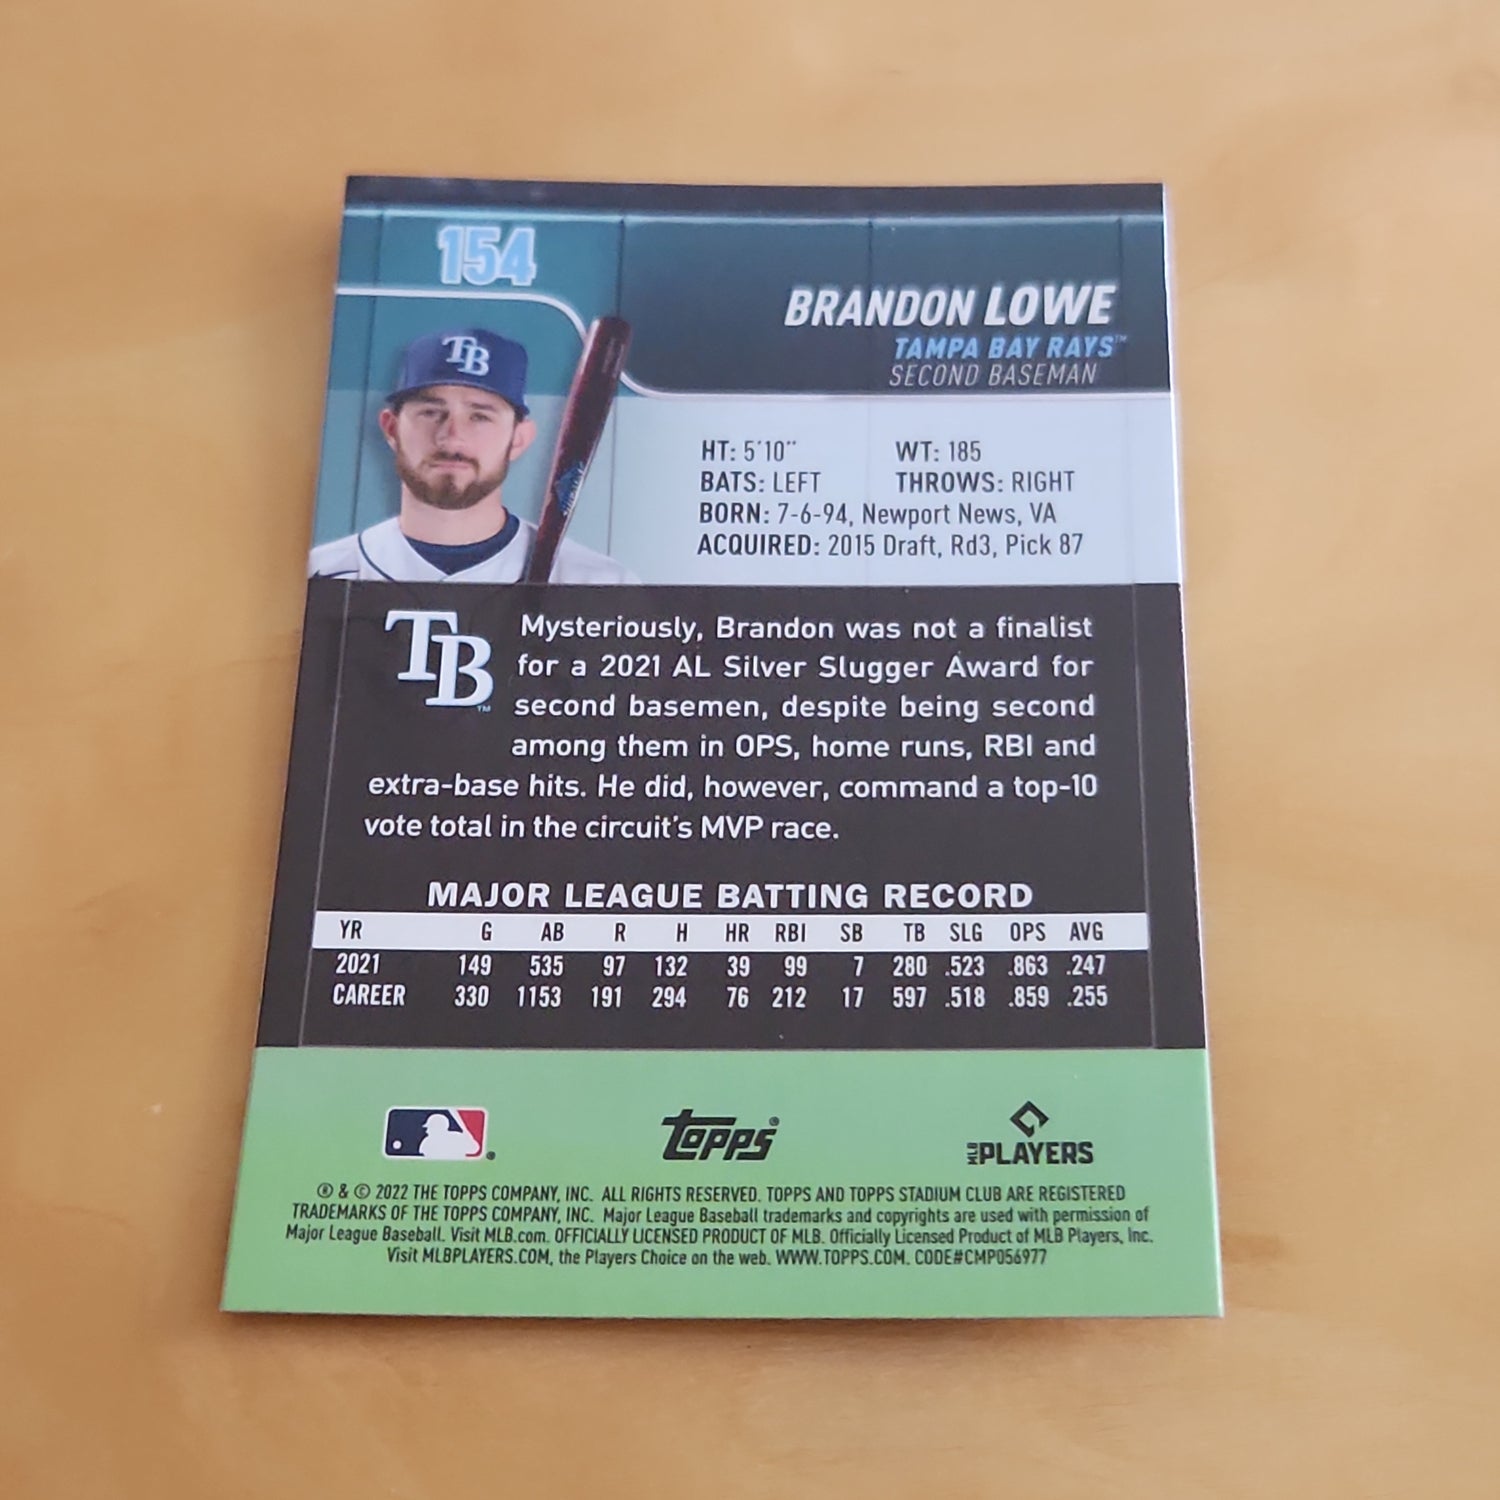 154
BRANDON LOWE
TAMPA BAY RAYS™
SECOND BASEMAN
TB
HT: 5'10" WT: 185
BATS: LEFT THROWS: RIGHT
BORN: 7-6-94, Newport News, VA
ACQUIRED: 2015 Draft, Rd3, Pick 87
TB™
Mysteriously, Brandon was not a finalist
for a 2021 AL Silver Slugger Award for
second basemen, despite being second
among them in OPS, home runs, RBI and
extra-base hits. He did, however, command a top-10
vote total in the circuit's MVP race.
MAJOR LEAGUE BATTING RECORD
YR G AB R H HR RBI SB TB SLG OPS AVG
2021 149 535 97 132 39 99 7 280 .523 .863 .247
CAREER 330 1153 191 294 76 212 17 597 .518 .859 .255
topps®
MLB PLAYERS
® & © 2022 THE TOPPS COMPANY, INC. ALL RIGHTS RESERVED. TOPPS AND TOPPS STADIUM CLUB ARE REGISTERED
TRADEMARKS OF THE TOPPS COMPANY, INC. Major League Baseball trademarks and copyrights are used with permission of
Major League Baseball. Visit MLB.com. OFFICIALLY LICENSED PRODUCT OF MLB. Officially Licensed Product of MLB Players, Inc.
Visit MLBPLAYERS.COM, the Players Choice on the web. WWW.TOPPS.COM. CODE#CMP056977